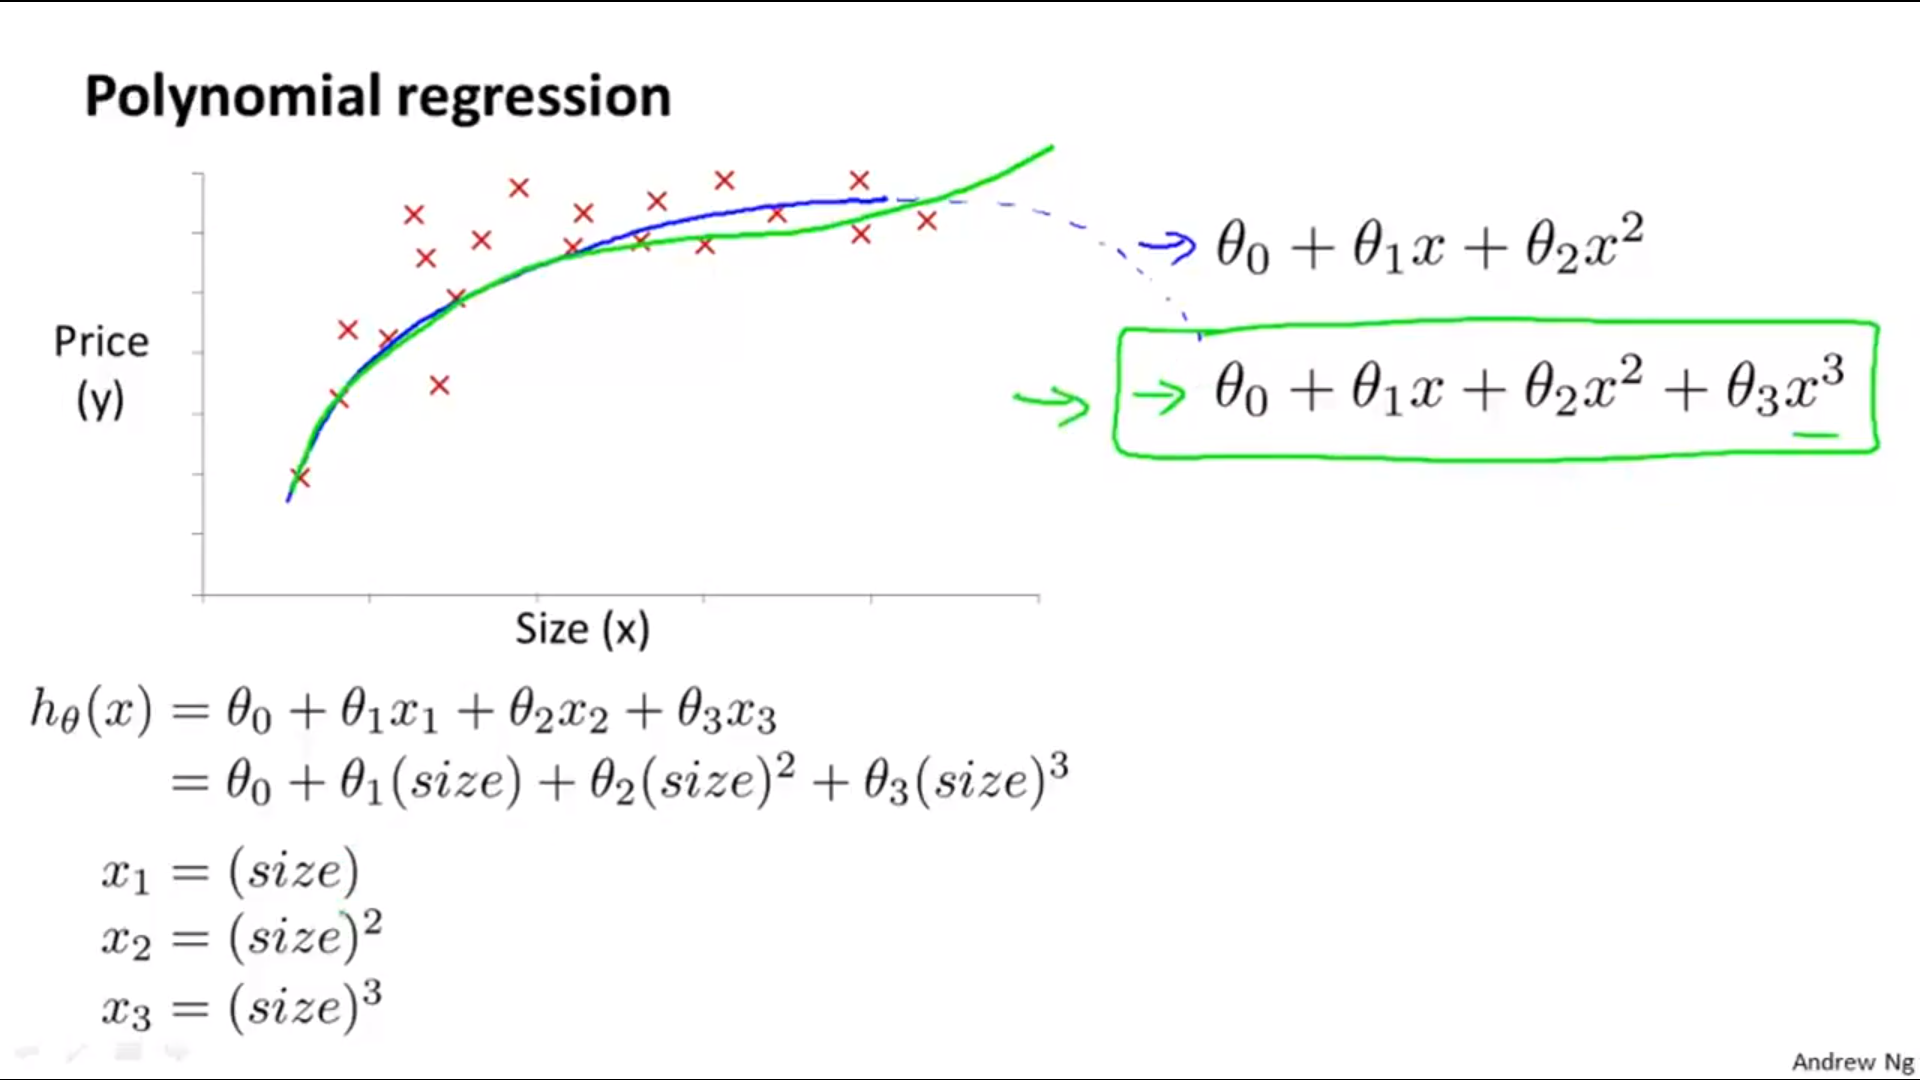 Polynomial regression
Price
(y)
Size (x)
θ₀ + θ₁x + θ₂x²
θ₀ + θ₁x + θ₂x² + θ₃x³
h_θ(x) = θ₀ + θ₁x₁ + θ₂x₂ + θ₃x₃
= θ₀ + θ₁(size) + θ₂(size)² + θ₃(size)³
x₁ = (size)
x₂ = (size)²
x₃ = (size)³
Andrew Ng